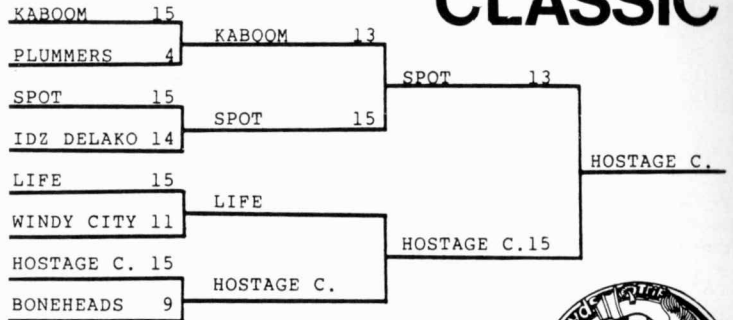 CLASSIC
KABOOM 15
PLUMMERS 4
SPOT 15
IDZ DELAKO 14
LIFE 15
WINDY CITY 11
HOSTAGE C. 15
BONEHEADS 9
KABOOM 13
SPOT 15
LIFE
HOSTAGE C.
SPOT 13
HOSTAGE C.15
HOSTAGE C.